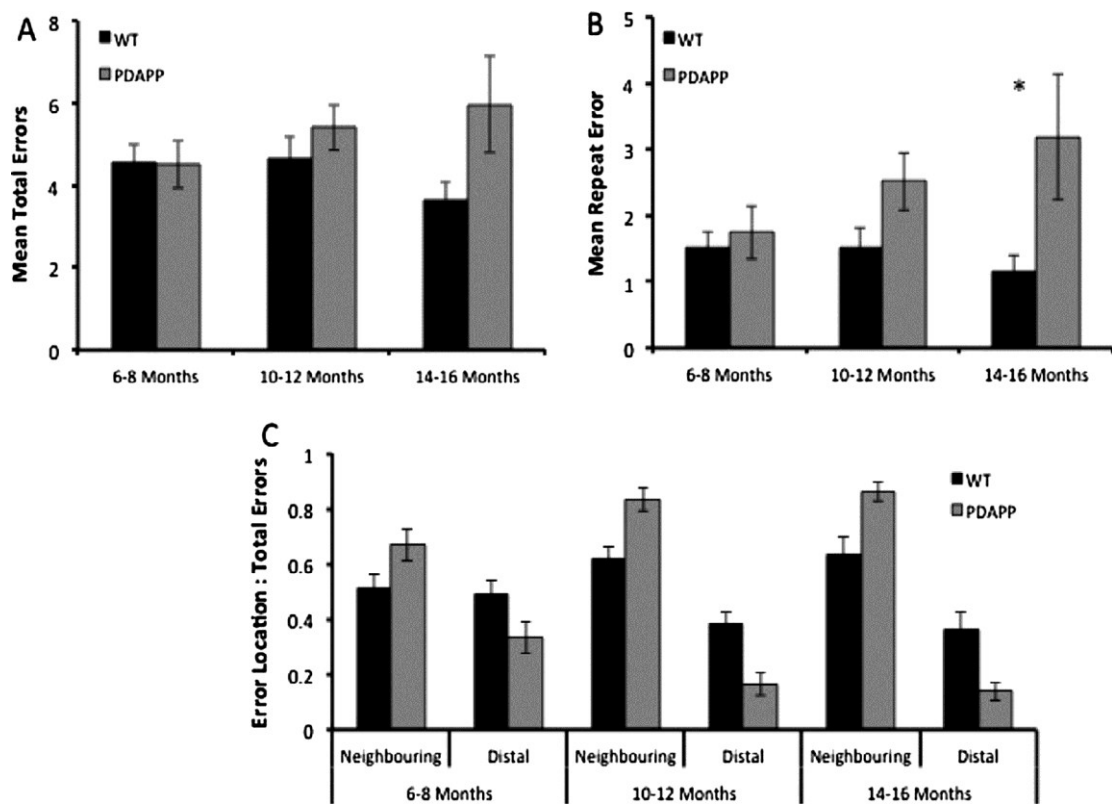 A
Mean Total Errors
8
6
4
2
0
WT
PDAPP
6-8 Months
10-12 Months
14-16 Months
B
Mean Repeat Error
5
4
3
2
1
0
WT
PDAPP
*
6-8 Months
10-12 Months
14-16 Months
C
Error Location : Total Errors
1
0.8
0.6
0.4
0.2
0
WT
PDAPP
Neighbouring Distal Neighbouring Distal Neighbouring Distal
6-8 Months 10-12 Months 14-16 Months